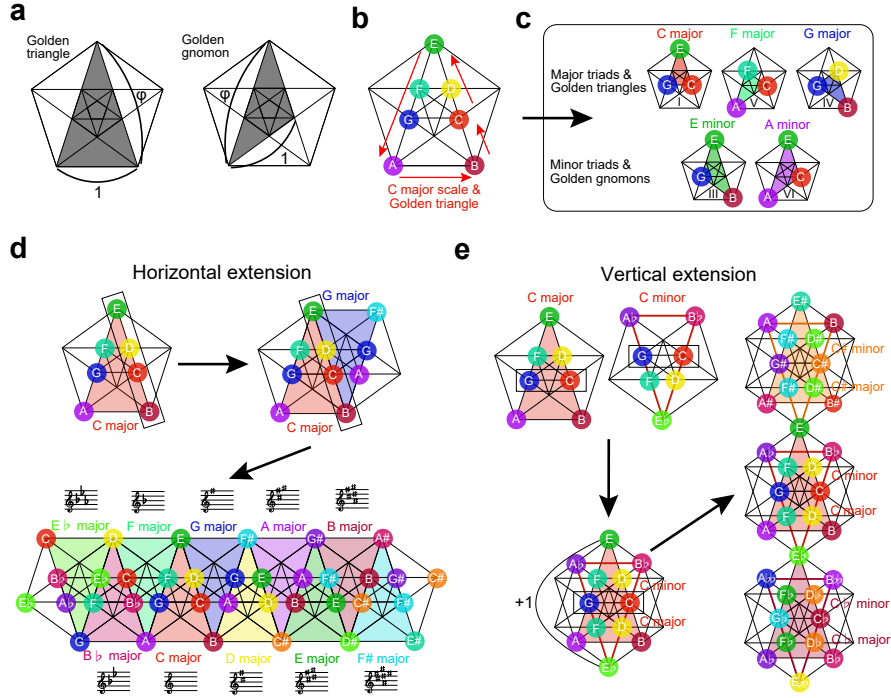 a
Golden
triangle
φ
1
Golden
gnomon
φ
1
b
E
F D
G C
A B
C major scale &
Golden triangle
c
Major triads &
Golden triangles
C major
E
G C
I
F major
F
C
A
V
G major
D
G
B
IV
Minor triads &
Golden gnomons
E minor
E
G
B
III
A minor
E
C
A
VI
d
Horizontal extension
E
F D
G C
A B
C major
G major
E F#
F D G
G C A
A B
C major
E♭ major F major G major A major B major
C D E F# G# A#
B♭ E♭ C F D G E A F# B G# C#
E♭ A♭ F B♭ G C A D B E C# F#
G A B C# D# E#
B♭ major C major D major E major F# major
e
Vertical extension
C major
E
F D
G C
A B
C minor
A♭ B♭
G C
F D
E♭
+1
E
A♭ B♭
F D
C minor
G C
F D
C major
A B
E♭
E#
A B
F# D#
C# minor
G# C
F# D#
C# major
A# B#
E
A♭ B♭
F D
C minor
G C
F D
C major
A B
E♭
A♭ B♭
F♭ D♭
C♭ minor
G♭ C♭
F♭ D♭
C♭ major
A♭ B♭
E♭